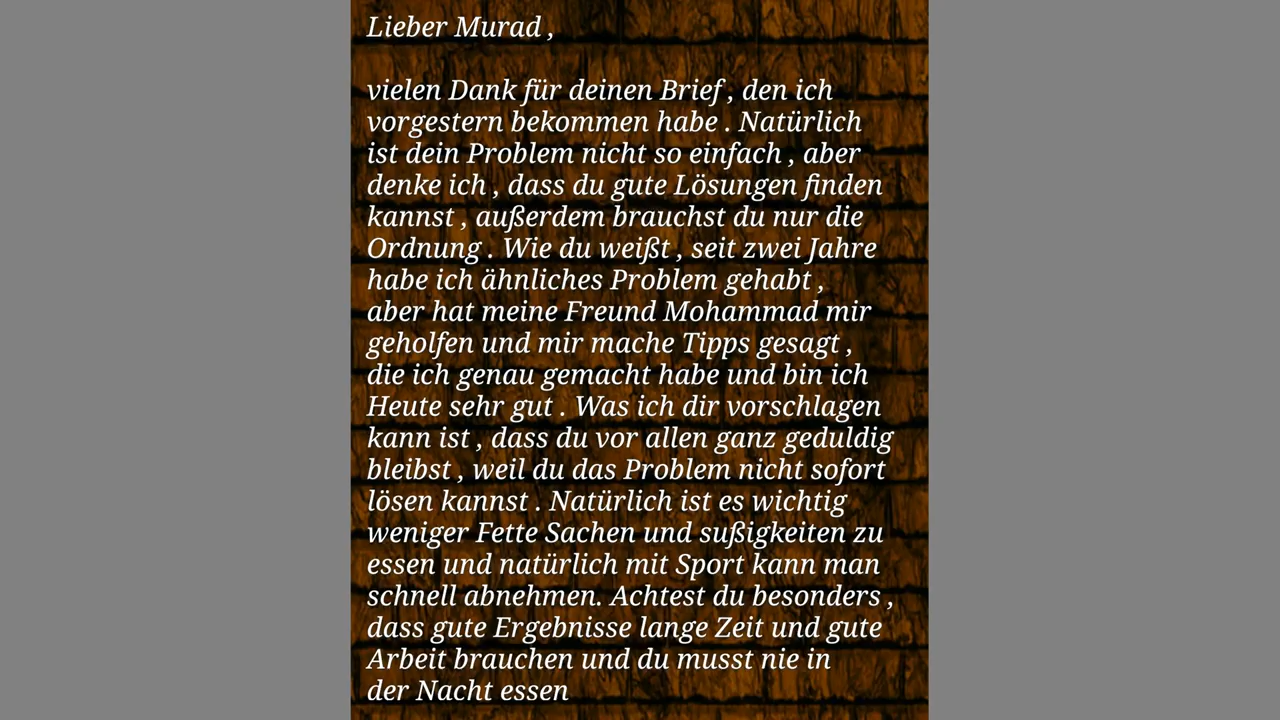 Lieber Murad ,
vielen Dank für deinen Brief , den ich
vorgestern bekommen habe . Natürlich
ist dein Problem nicht so einfach , aber
denke ich , dass du gute Lösungen finden
kannst , außerdem brauchst du nur die
Ordnung . Wie du weißt , seit zwei Jahre
habe ich ähnliches Problem gehabt ,
aber hat meine Freund Mohammad mir
geholfen und mir mache Tipps gesagt ,
die ich genau gemacht habe und bin ich
Heute sehr gut . Was ich dir vorschlagen
kann ist , dass du vor allen ganz geduldig
bleibst , weil du das Problem nicht sofort
lösen kannst . Natürlich ist es wichtig
weniger Fette Sachen und sußigkeiten zu
essen und natürlich mit Sport kann man
schnell abnehmen. Achtest du besonders ,
dass gute Ergebnisse lange Zeit und gute
Arbeit brauchen und du musst nie in
der Nacht essen